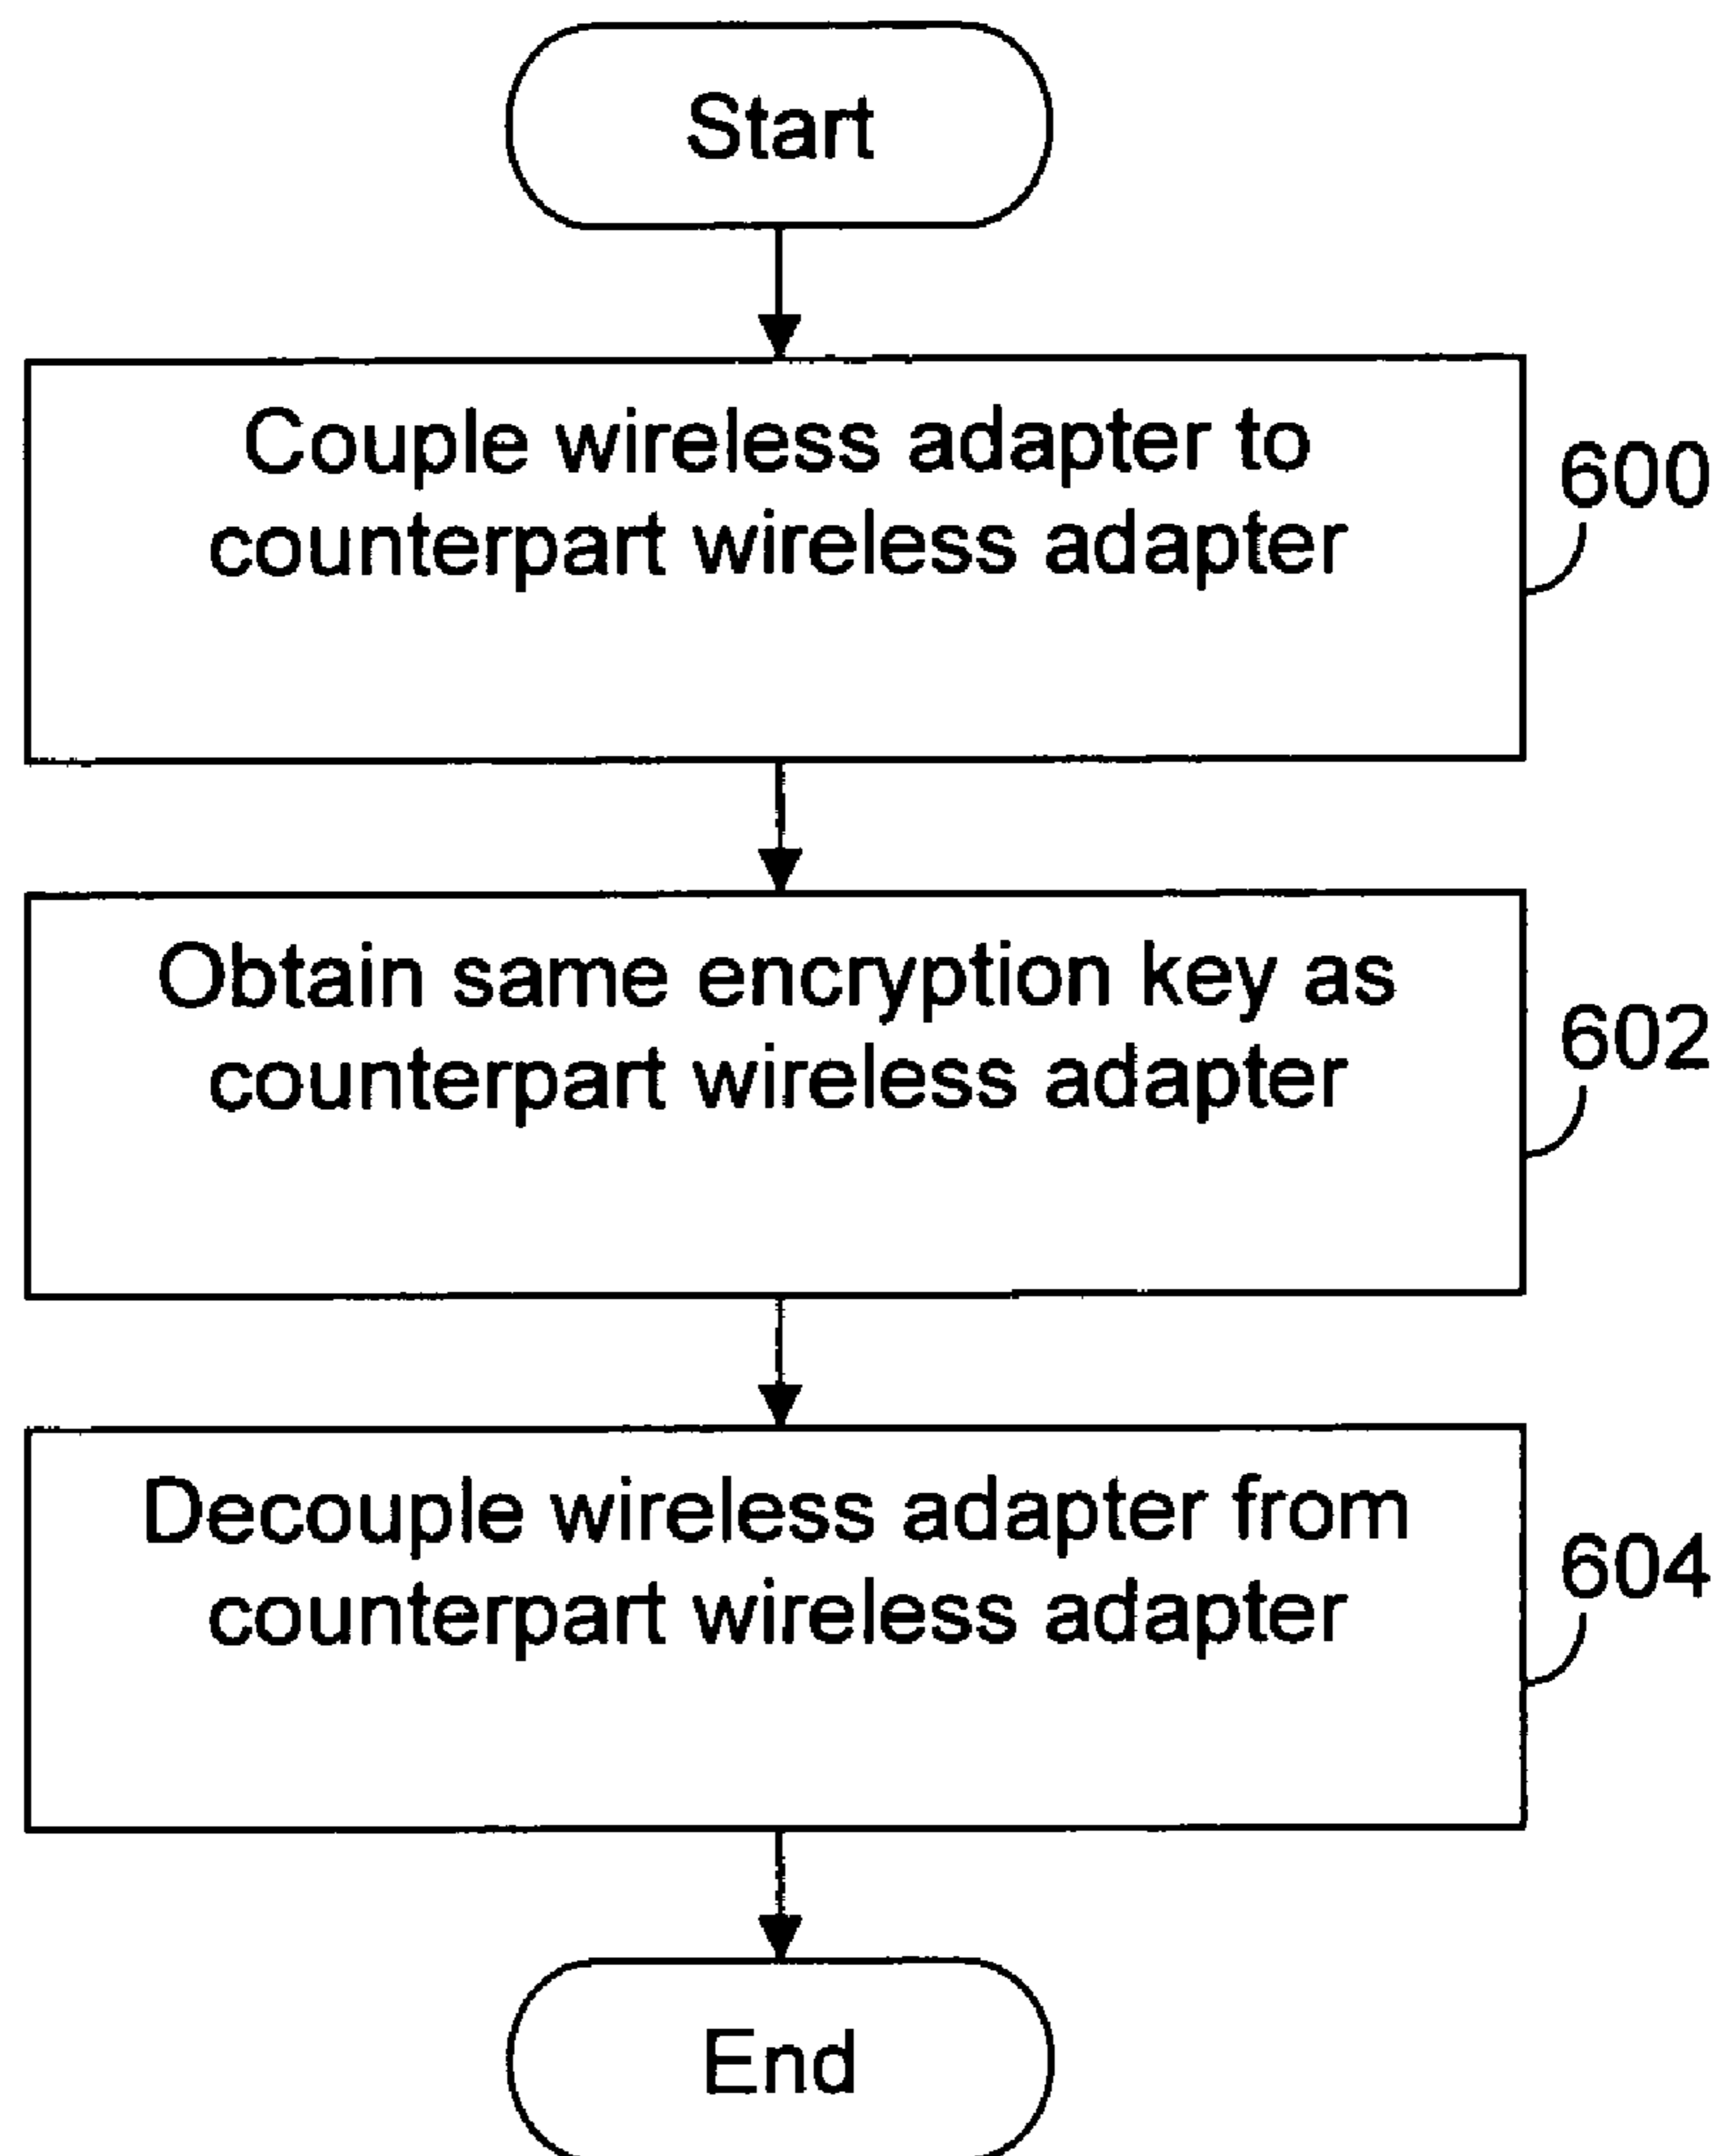 Start
Couple wireless adapter to
counterpart wireless adapter
600
Obtain same encryption key as
counterpart wireless adapter
602
Decouple wireless adapter from
counterpart wireless adapter
604
End